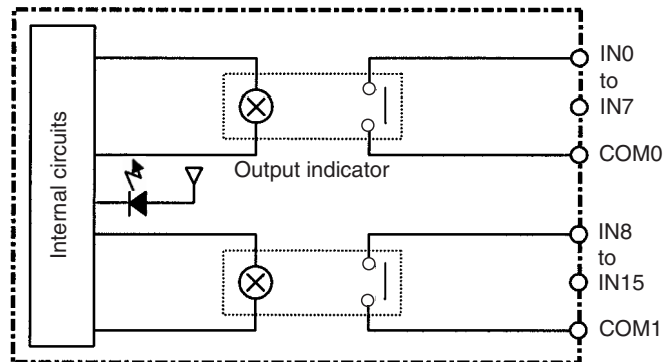 Internal circuits
IN0
to
IN7
COM0
Output indicator
IN8
to
IN15
COM1